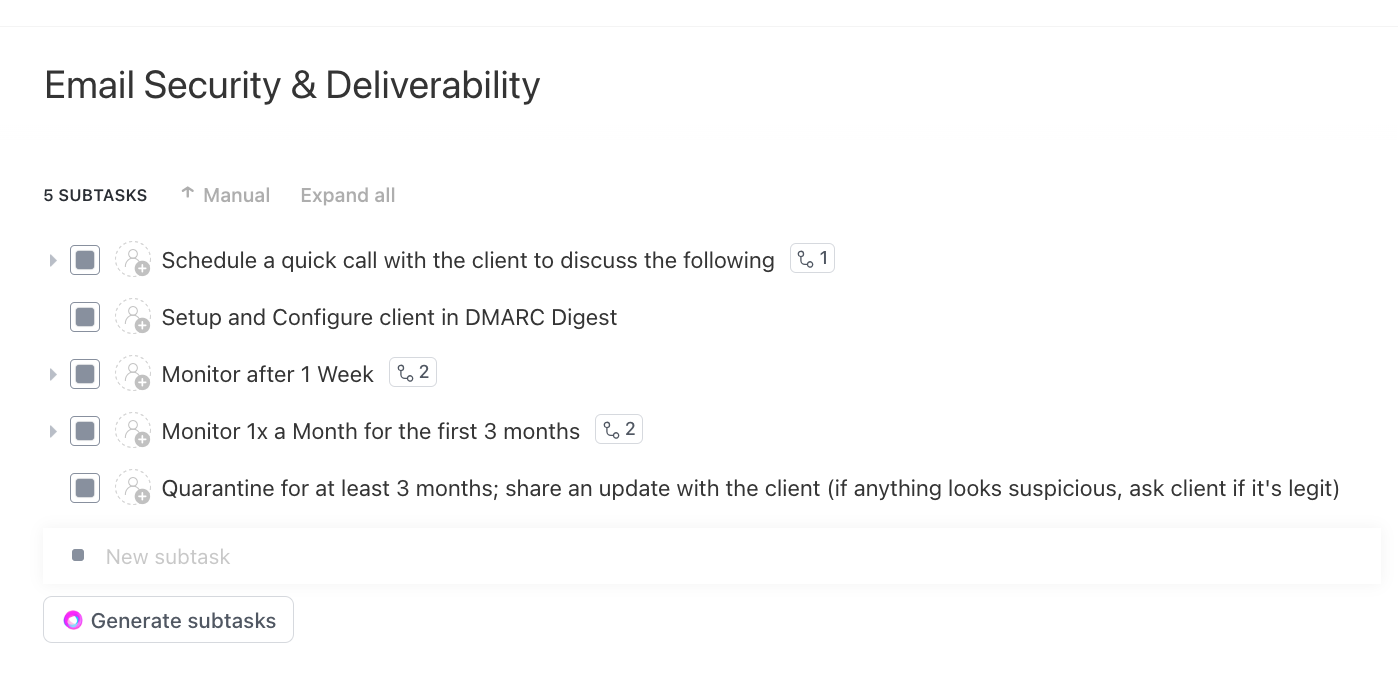 Email Security & Deliverability
5 SUBTASKS Manual Expand all
Schedule a quick call with the client to discuss the following 1
Setup and Configure client in DMARC Digest
Monitor after 1 Week 2
Monitor 1x a Month for the first 3 months 2
Quarantine for at least 3 months; share an update with the client (if anything looks suspicious, ask client if it's legit)
New subtask
Generate subtasks